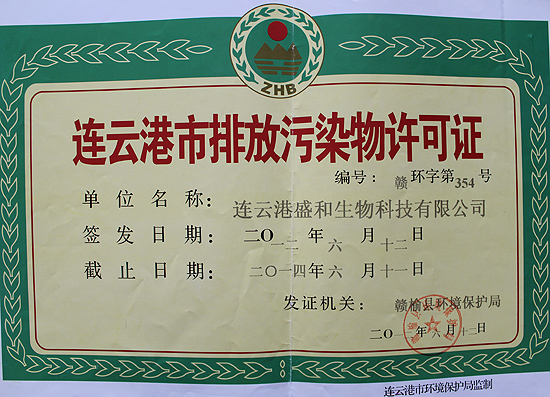 ZHB
连云港市排放污染物许可证
编号：赣环字第354号
单位名称：连云港盛和生物科技有限公司
签发日期：二〇一二年六月十二日
截止日期：二〇一四年六月十一日
发证机关：赣榆县环境保护局
二〇一 年六月十二日
连云港市环境保护局监制